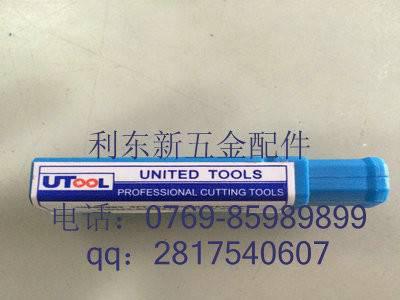 利东新五金配件
UTOOL
UNITED TOOLS
PROFESSIONAL CUTTING TOOLS
电话：0769-85989899
qq：2817540607